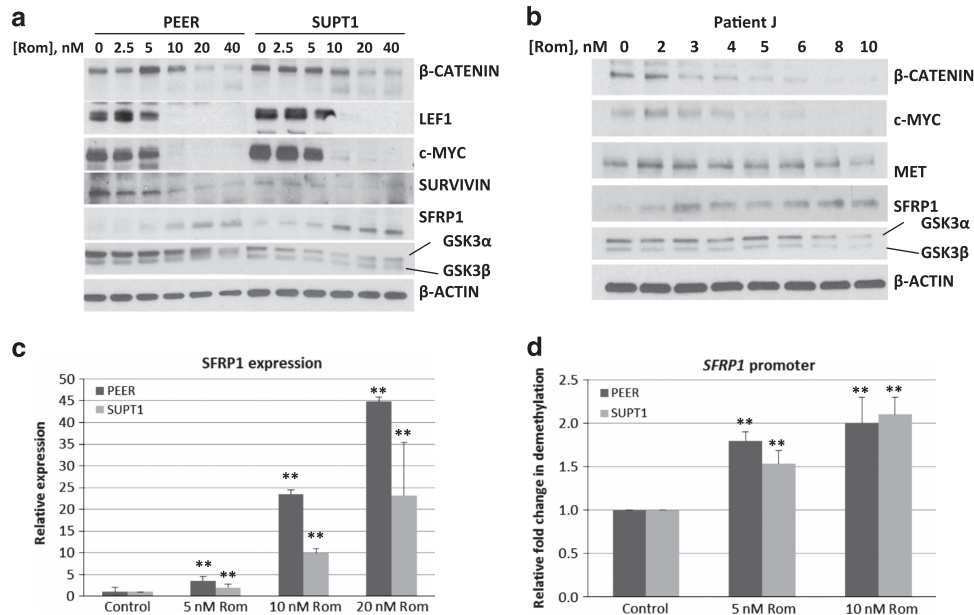 a
PEER SUPT1
[Rom], nM 0 2.5 5 10 20 40 0 2.5 5 10 20 40
β-CATENIN
LEF1
c-MYC
SURVIVIN
SFRP1
GSK3α
GSK3β
β-ACTIN
b
Patient J
[Rom], nM 0 2 3 4 5 6 8 10
β-CATENIN
c-MYC
MET
SFRP1
GSK3α
GSK3β
β-ACTIN
c
SFRP1 expression
Relative expression
50
45
40
35
30
25
20
15
10
5
0
PEER
SUPT1
** **
** **
** **
Control 5 nM Rom 10 nM Rom 20 nM Rom
d
SFRP1 promoter
Relative fold change in demethylation
2.5
2.0
1.5
1.0
0.5
0.0
PEER
SUPT1
** **
** **
Control 5 nM Rom 10 nM Rom